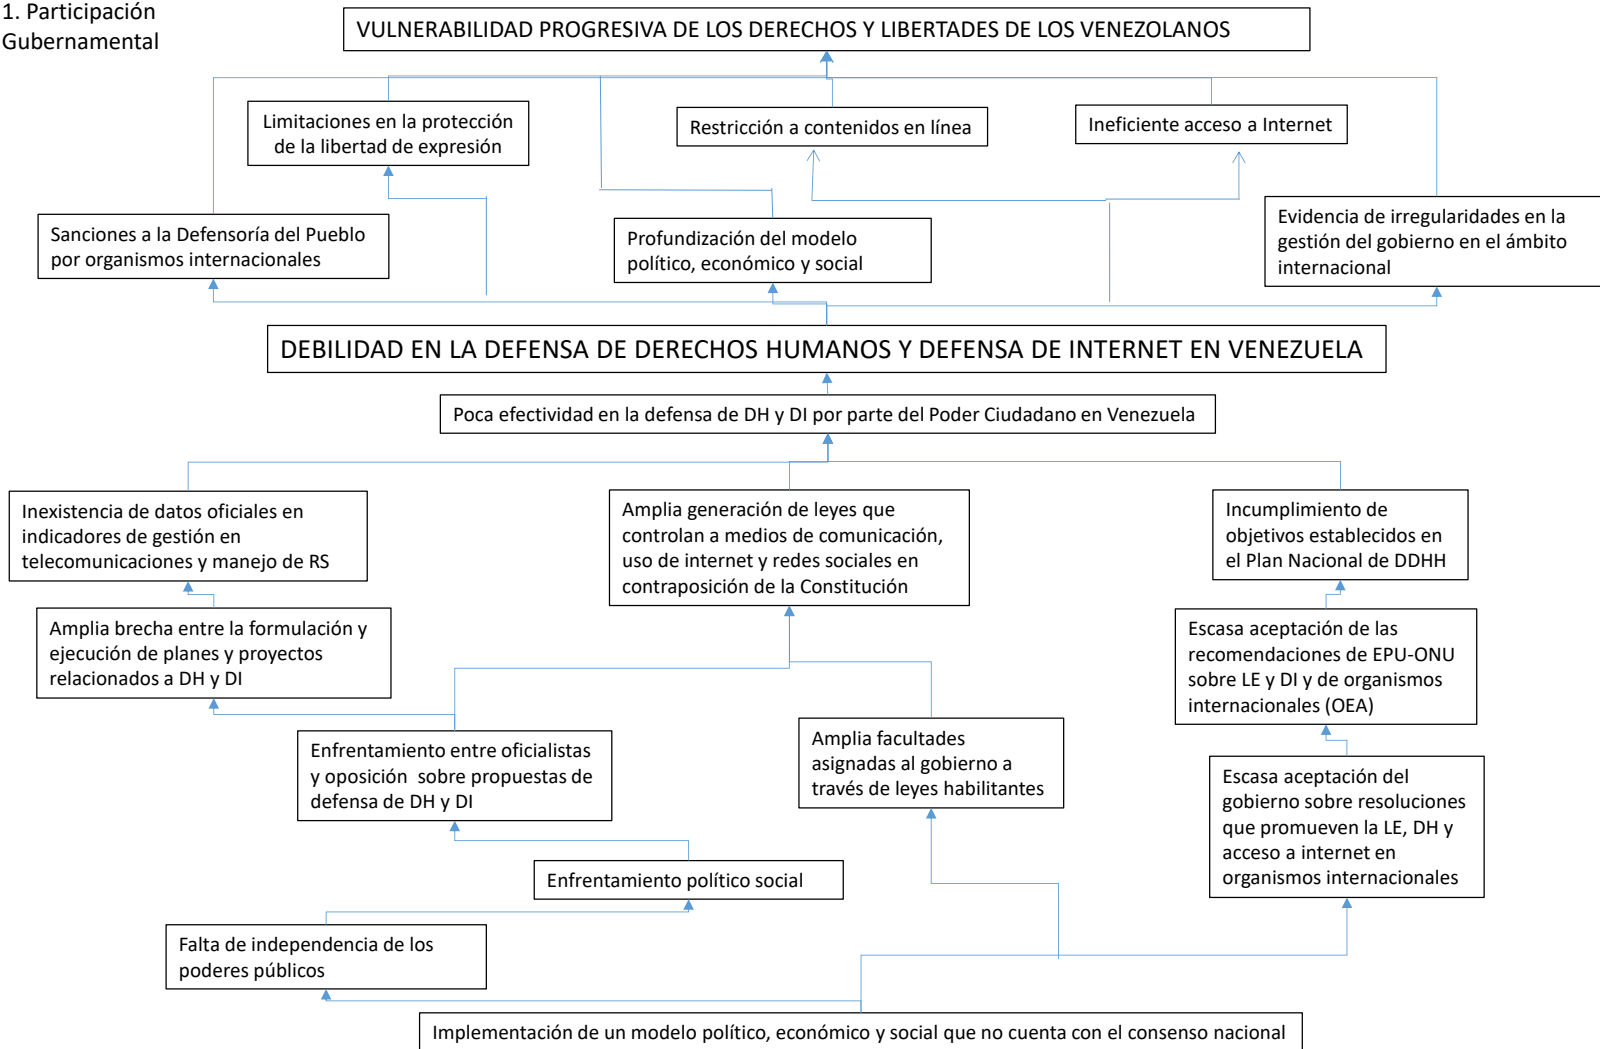 1. Participación
Gubernamental
VULNERABILIDAD PROGRESIVA DE LOS DERECHOS Y LIBERTADES DE LOS VENEZOLANOS
Limitaciones en la protección
de la libertad de expresión
Restricción a contenidos en línea
Ineficiente acceso a Internet
Sanciones a la Defensoría del Pueblo
por organismos internacionales
Profundización del modelo
político, económico y social
Evidencia de irregularidades en la
gestión del gobierno en el ámbito
internacional
DEBILIDAD EN LA DEFENSA DE DERECHOS HUMANOS Y DEFENSA DE INTERNET EN VENEZUELA
Poca efectividad en la defensa de DH y DI por parte del Poder Ciudadano en Venezuela
Inexistencia de datos oficiales en
indicadores de gestión en
telecomunicaciones y manejo de RS
Amplia generación de leyes que
controlan a medios de comunicación,
uso de internet y redes sociales en
contraposición de la Constitución
Incumplimiento de
objetivos establecidos en
el Plan Nacional de DDHH
Amplia brecha entre la formulación y
ejecución de planes y proyectos
relacionados a DH y DI
Escasa aceptación de las
recomendaciones de EPU-ONU
sobre LE y DI y de organismos
internacionales (OEA)
Enfrentamiento entre oficialistas
y oposición  sobre propuestas de
defensa de DH y DI
Amplia facultades
asignadas al gobierno a
través de leyes habilitantes
Escasa aceptación del
gobierno sobre resoluciones
que promueven la LE, DH y
acceso a internet en
organismos internacionales
Enfrentamiento político social
Falta de independencia de los
poderes públicos
Implementación de un modelo político, económico y social que no cuenta con el consenso nacional